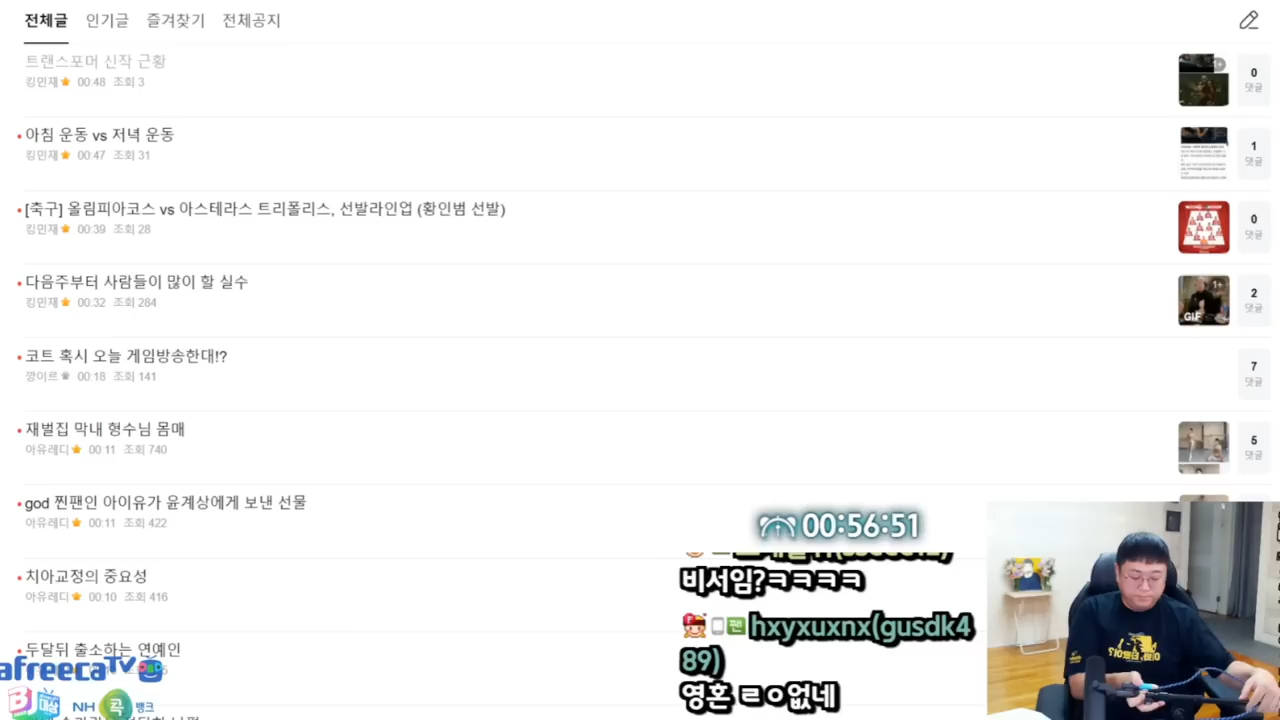 전체글 인기글 즐겨찾기 전체공지
트랜스포머 신작 근황
킹민재 00:48 조회 3
0
댓글
아침 운동 vs 저녁 운동
킹민재 00:47 조회 31
1
댓글
[축구] 올림피아코스 vs 아스테라스 트리폴리스, 선발라인업 (황인범 선발)
킹민재 00:39 조회 28
0
댓글
다음주부터 사람들이 많이 할 실수
킹민재 00:32 조회 284
1+
GIF
2
댓글
코트 혹시 오늘 게임방송한대!?
깡이르 00:18 조회 141
7
댓글
재벌집 막내 형수님 몸매
아유레디 00:11 조회 740
5
댓글
god 찐팬인 아이유가 윤계상에게 보낸 선물
아유레디 00:11 조회 422
00:56:51
치아교정의 중요성
아유레디 00:10 조회 416
비서임?ㅋㅋㅋㅋ
찐팬 hxyxuxnx(gusdk4
89)
영혼 ㄹㅇ없네
두달뒤 출소하는 연예인
afreecaTV
NH 콕 뱅크